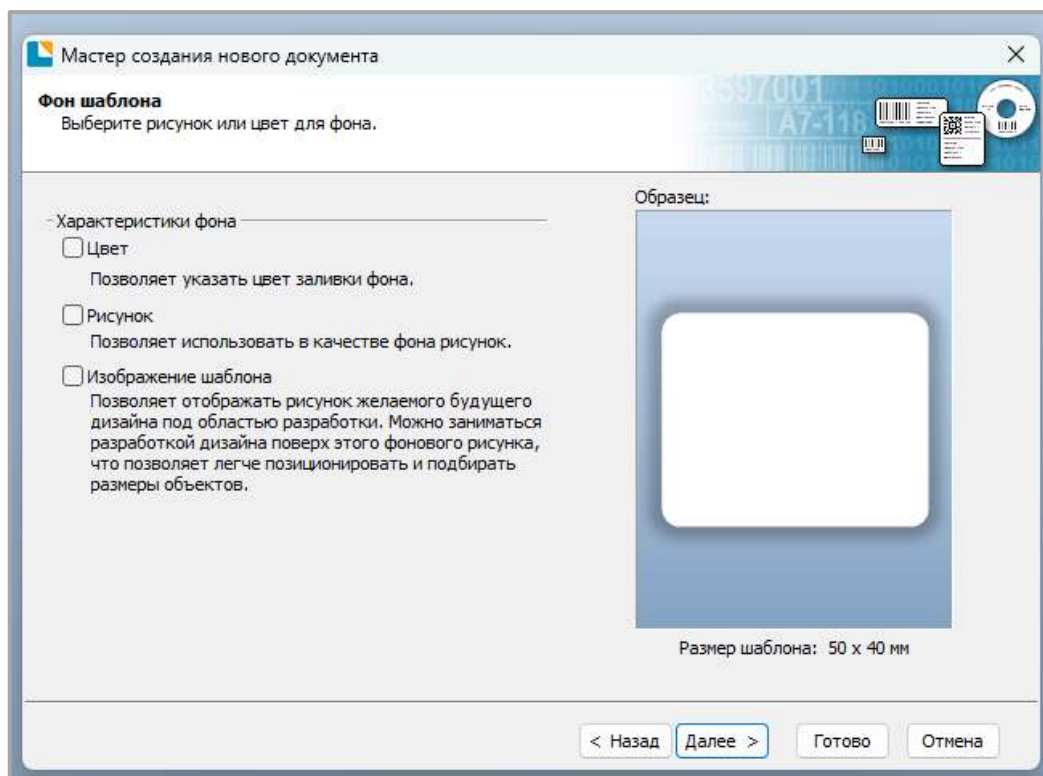 Мастер создания нового документа
Фон шаблона
Выберите рисунок или цвет для фона.
8597001
A7-118
Характеристики фона
Цвет
Позволяет указать цвет заливки фона.
Рисунок
Позволяет использовать в качестве фона рисунок.
Изображение шаблона
Позволяет отображать рисунок желаемого будущего
дизайна под областью разработки. Можно заниматься
разработкой дизайна поверх этого фонового рисунка,
что позволяет легче позиционировать и подбирать
размеры объектов.
Образец:
Размер шаблона: 50 x 40 мм
< Назад
Далее >
Готово
Отмена